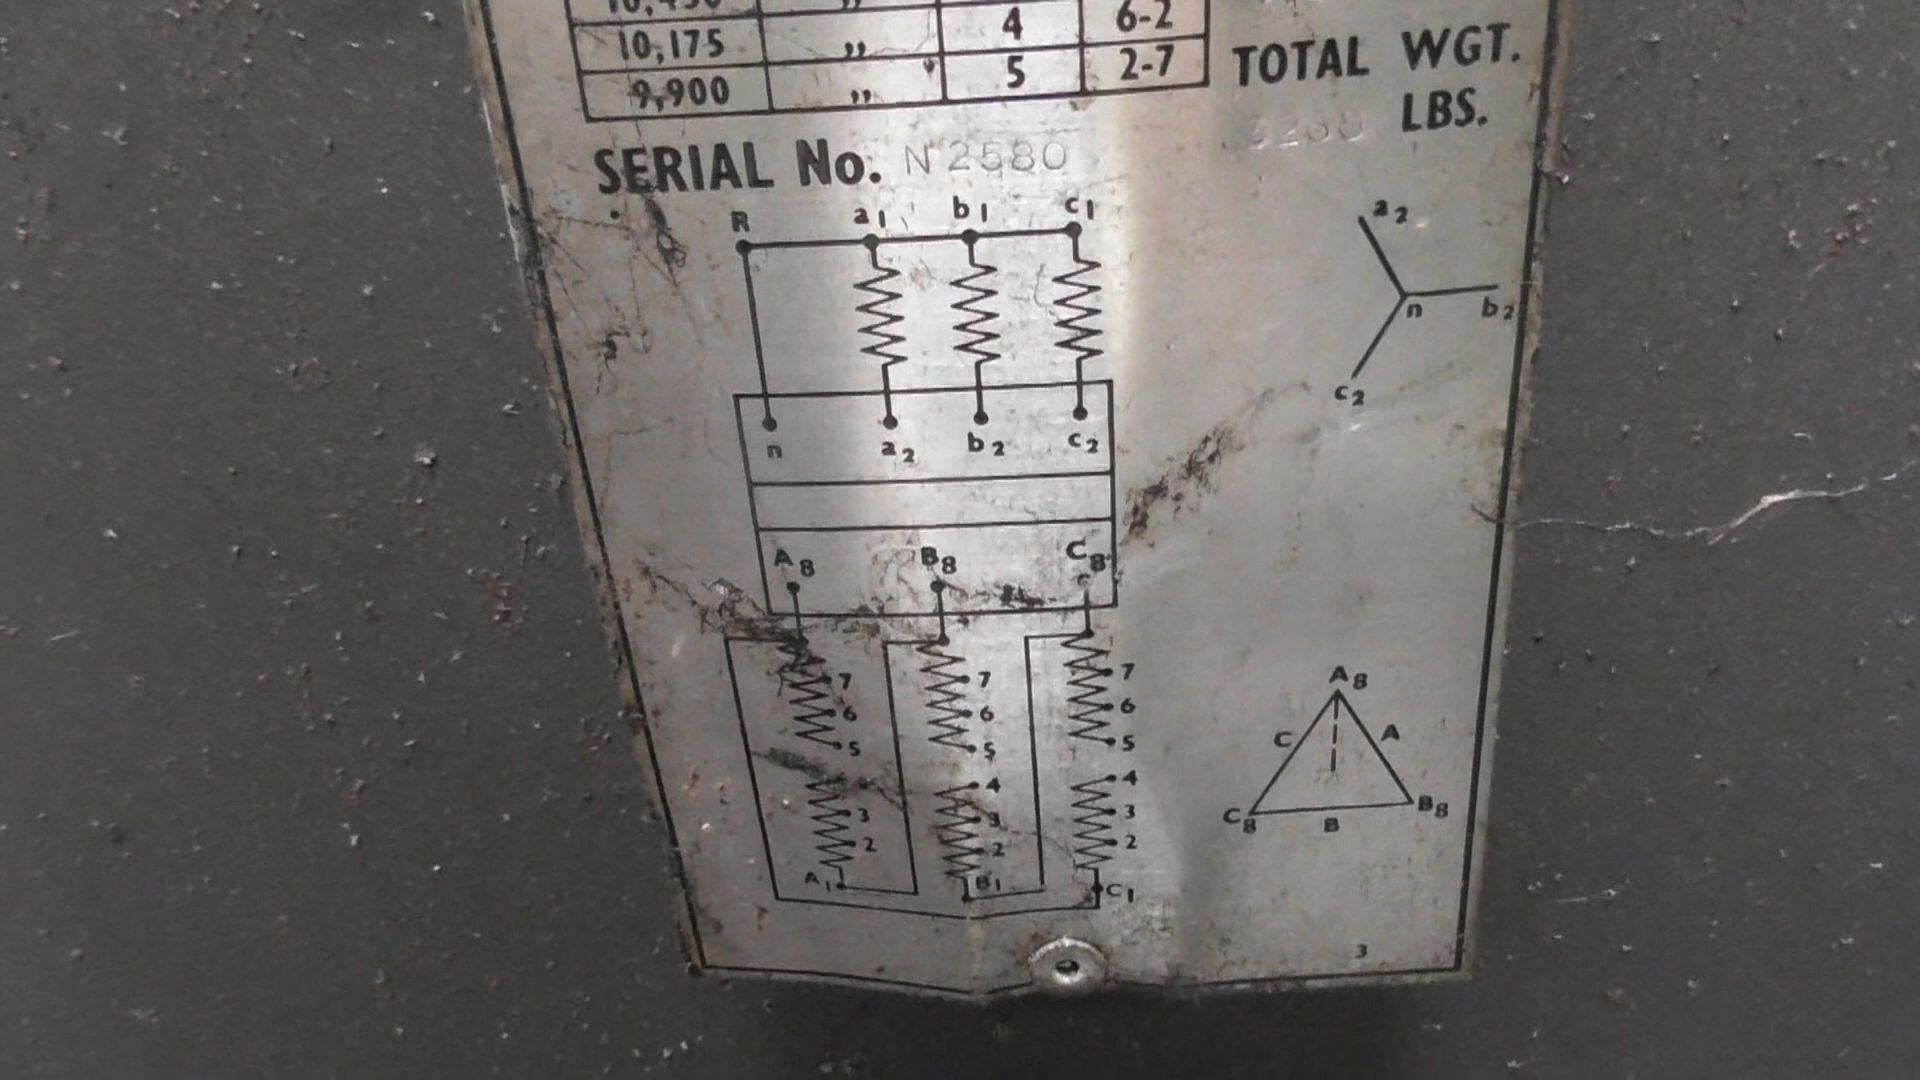 10,450 ,,
4 6-2
10,175 ,,
5 2-7
9,900 ,,
TOTAL WGT.
LBS.
SERIAL No. N2580
R a1 b1 c1
a2
n b2
c2
n a2 b2 c2
A8 B8 C8
7 7 7
6 6 6
5 5 5
4 4
3 3 3
2 2 2
A1 B1 C1
A8
C A
C8 B B8
3